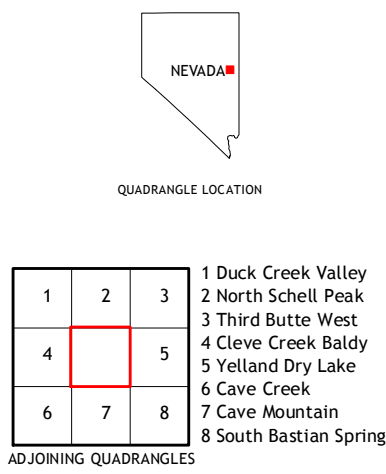 NEVADA
QUADRANGLE LOCATION
1 2 3
4 5
6 7 8
ADJOINING QUADRANGLES
1 Duck Creek Valley
2 North Schell Peak
3 Third Butte West
4 Cleve Creek Baldy
5 Yelland Dry Lake
6 Cave Creek
7 Cave Mountain
8 South Bastian Spring